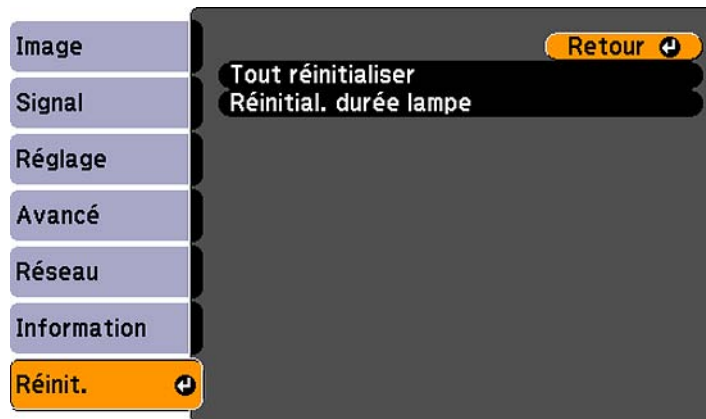 Image
Signal
Réglage
Avancé
Réseau
Information
Réinit.
Retour
Tout réinitialiser
Réinitial. durée lampe